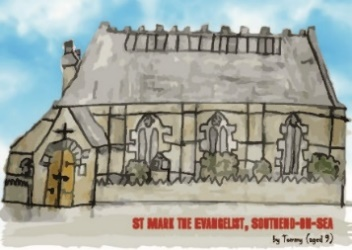 ST MARK THE EVANGELIST, SOUTHEND-ON-SEA
by Tammy (aged 9)